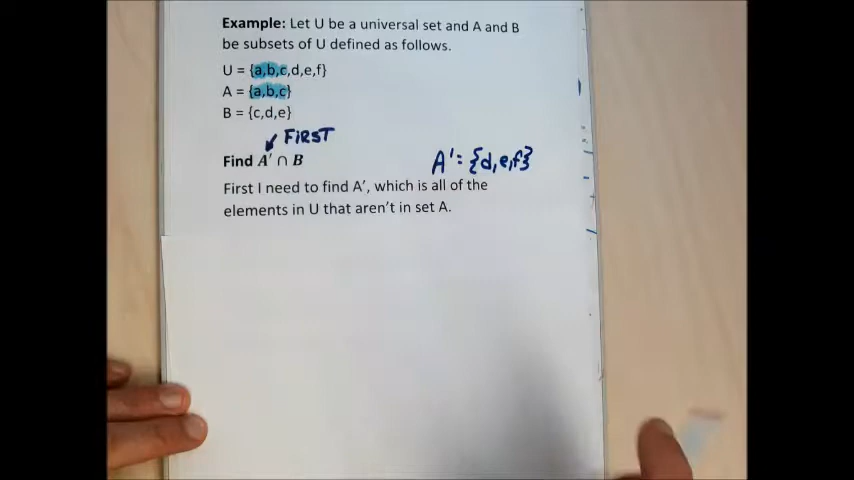 Example: Let U be a universal set and A and B
be subsets of U defined as follows.
U = {a,b,c,d,e,f}
A = {a,b,c}
B = {c,d,e}
FIRST
Find A′ ∩ B
A' = {d,e,f}
First I need to find A′, which is all of the
elements in U that aren't in set A.